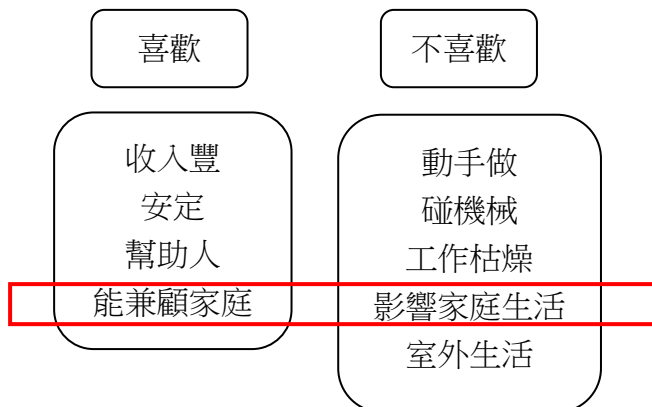 喜歡
不喜歡
收入豐
安定
幫助人
能兼顧家庭
動手做
碰機械
工作枯燥
影響家庭生活
室外生活